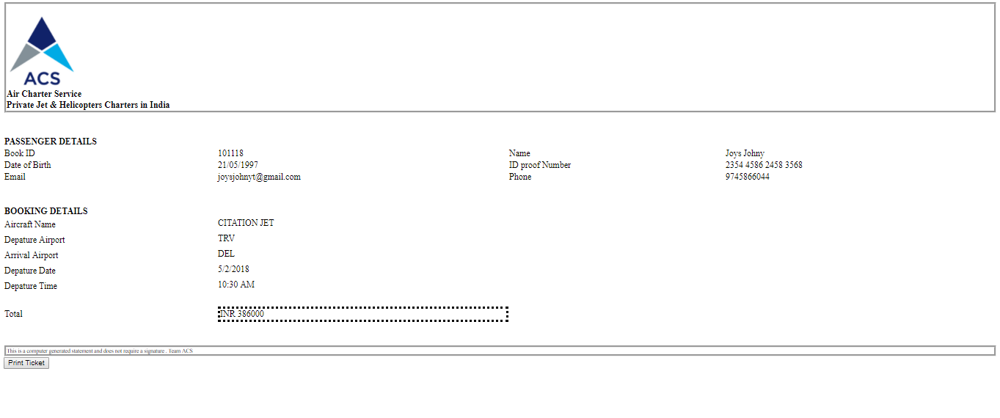 ACS
Air Charter Service
Private Jet & Helicopters Charters in India
PASSENGER DETAILS
Book ID 101118 Name Joys Johny
Date of Birth 21/05/1997 ID proof Number 2354 4586 2458 3568
Email joysjohnyt@gmail.com Phone 9745866044
BOOKING DETAILS
Aircraft Name CITATION JET
Depature Airport TRV
Arrival Airport DEL
Depature Date 5/2/2018
Depature Time 10:30 AM
Total INR 386000
This is a computer generated statement and does not require a signature . Team ACS
Print Ticket